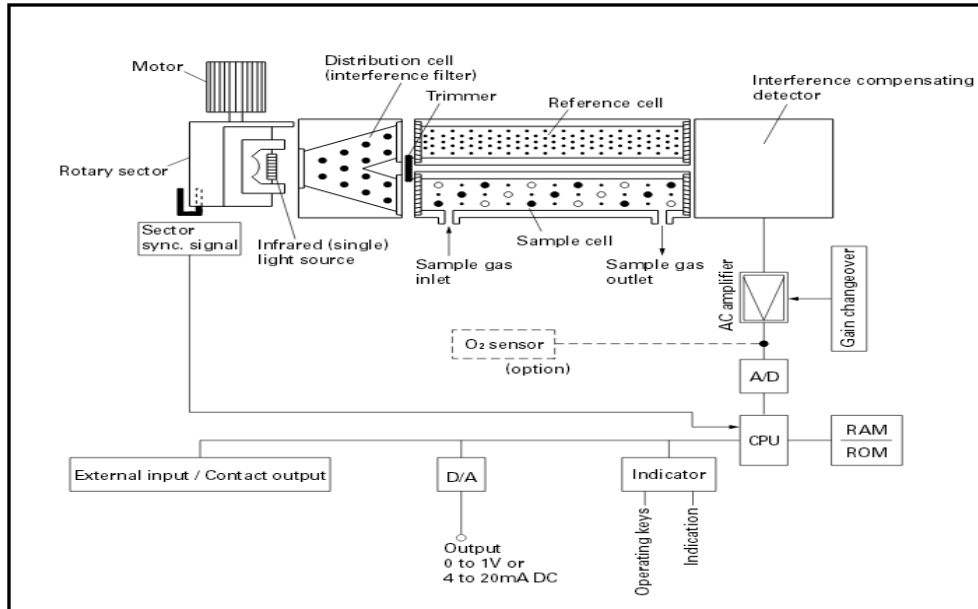 Motor
Distribution cell
(interference filter)
Trimmer
Reference cell
Interference compensating
detector
Rotary sector
Sector
sync. signal
Infrared (single)
light source
Sample gas
inlet
Sample cell
Sample gas
outlet
AC amplifier
Gain changeover
O₂ sensor
(option)
A/D
CPU
RAM
ROM
External input / Contact output
D/A
Indicator
Operating keys
Indication
Output
0 to 1V or
4 to 20mA DC